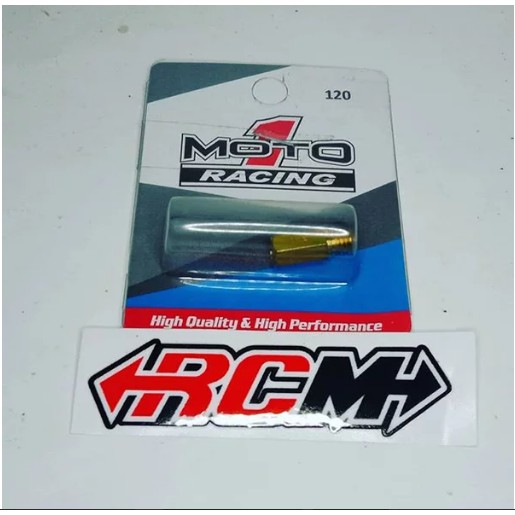 120
MOTO 1
RACING
High Quality & High Performance
RCM